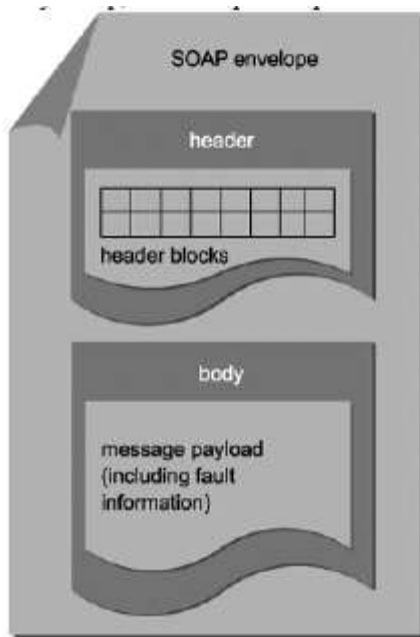 SOAP envelope
header
header blocks
body
message payload
(including fault
information)